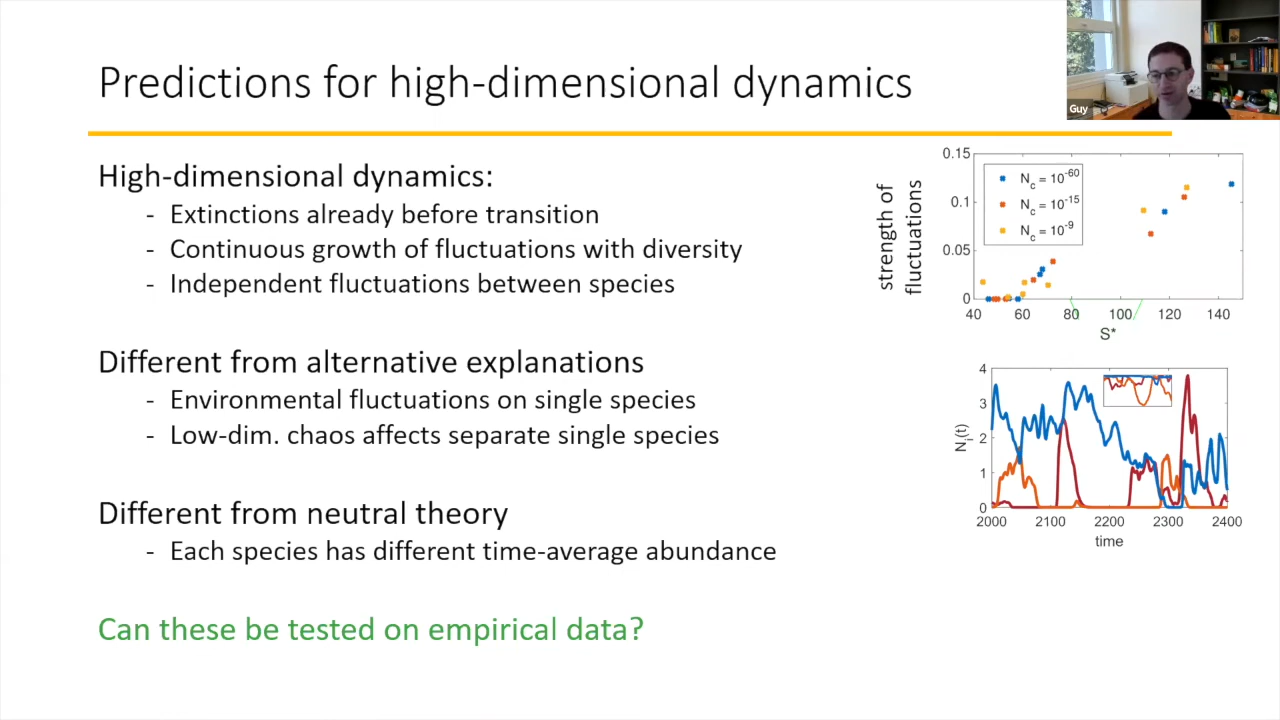 Predictions for high-dimensional dynamics
Guy
High-dimensional dynamics:
- Extinctions already before transition
- Continuous growth of fluctuations with diversity
- Independent fluctuations between species
Different from alternative explanations
- Environmental fluctuations on single species
- Low-dim. chaos affects separate single species
Different from neutral theory
- Each species has different time-average abundance
Can these be tested on empirical data?
strength of
fluctuations
0.15
0.1
0.05
0
N_c = 10^-60
N_c = 10^-15
N_c = 10^-9
40 60 80 100 120 140
S*
N_i(t)
4
3
2
1
0
2000 2100 2200 2300 2400
time